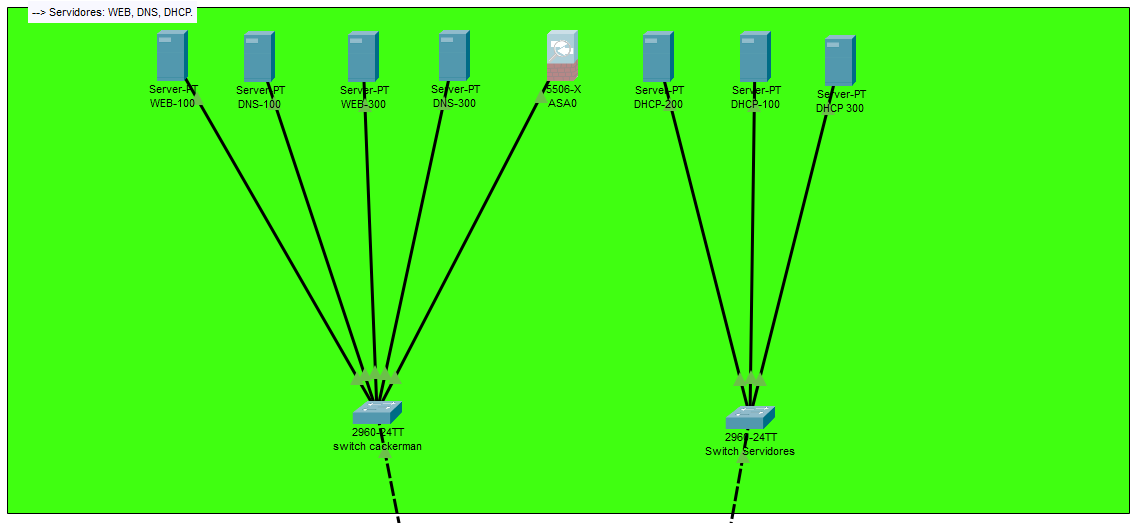 --> Servidores: WEB, DNS, DHCP.
Server-PT
WEB-100
Server-PT
DNS-100
Server-PT
WEB-300
Server-PT
DNS-300
5506-X
ASA0
Server-PT
DHCP-200
Server-PT
DHCP-100
Server-PT
DHCP 300
2960-24TT
switch cackerman
2960-24TT
Switch Servidores